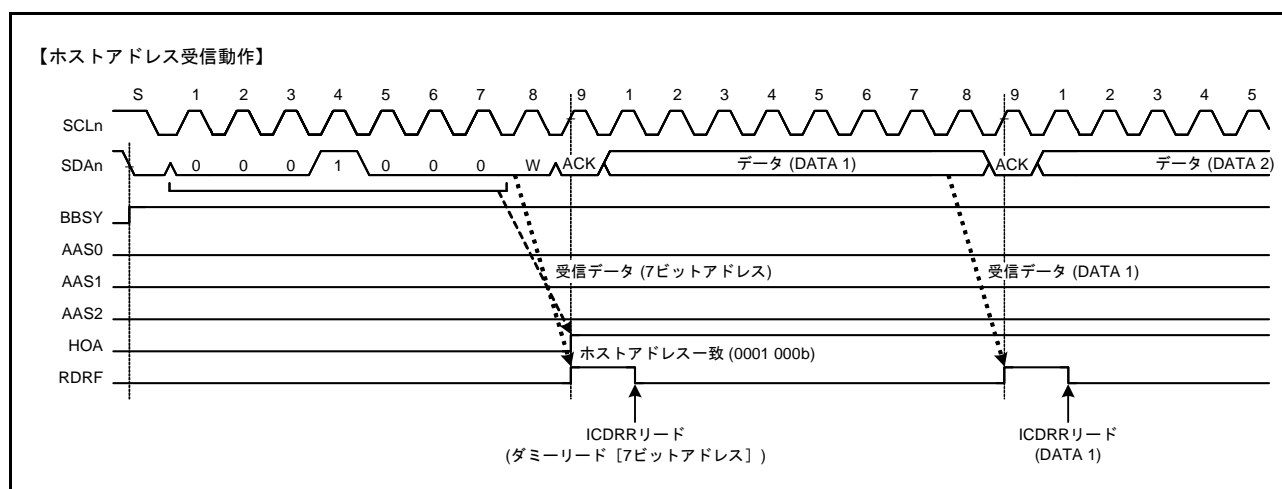 【ホストアドレス受信動作】
S 1 2 3 4 5 6 7 8 9 1 2 3 4 5 6 7 8 9 1 2 3 4 5
SCLn
SDAn 0 0 0 1 0 0 0 W ACK データ (DATA 1) ACK データ (DATA 2)
BBSY
AAS0
受信データ (7ビットアドレス) 受信データ (DATA 1)
AAS1
AAS2
HOA
ホストアドレス一致 (0001 000b)
RDRF
ICDRRリード
(ダミーリード［7ビットアドレス］)
ICDRRリード
(DATA 1)